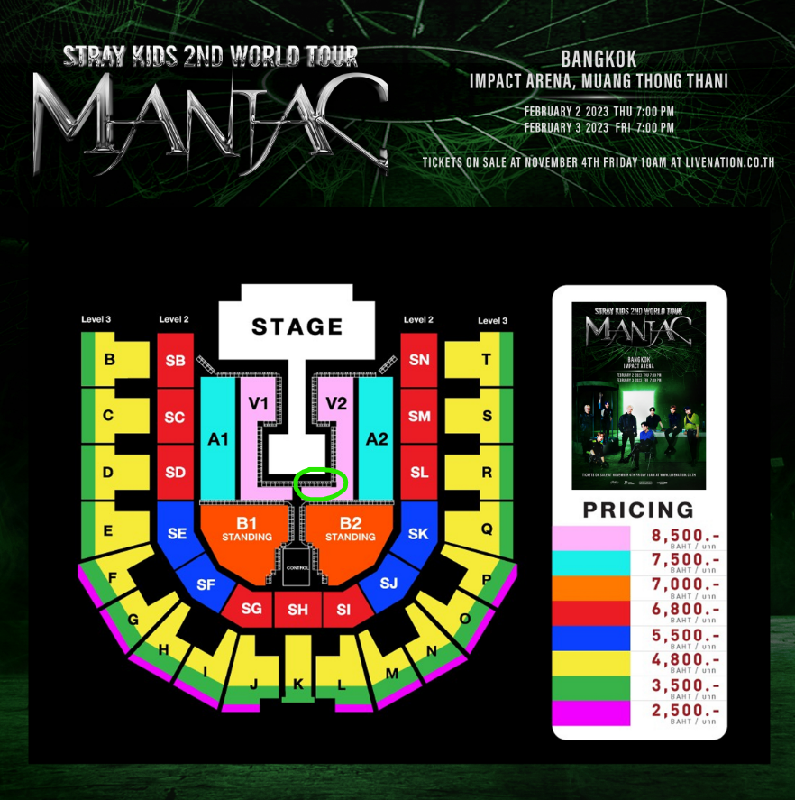 STRAY KIDS 2ND WORLD TOUR
MANIAC
BANGKOK
IMPACT ARENA, MUANG THONG THANI
FEBRUARY 2 2023 THU 7:00 PM
FEBRUARY 3 2023 FRI 7:00 PM
TICKETS ON SALE AT NOVEMBER 4TH FRIDAY 10AM AT LIVENATION.CO.TH
Level 3
Level 2
STAGE
Level 2
Level 3
B
SB
SN
T
C
SC
A1
V1
V2
A2
SM
S
D
SD
SL
R
E
SE
B1
STANDING
B2
STANDING
SK
Q
F
SF
CONTROL
SJ
P
G
SG
SH
SI
O
H
N
I
M
J
K
L
STRAY KIDS 2ND WORLD TOUR
MANIAC
BANGKOK
IMPACT ARENA
PRICING
8,500.-
BAHT / บาท
7,500.-
BAHT / บาท
7,000.-
BAHT / บาท
6,800.-
BAHT / บาท
5,500.-
BAHT / บาท
4,800.-
BAHT / บาท
3,500.-
BAHT / บาท
2,500.-
BAHT / บาท